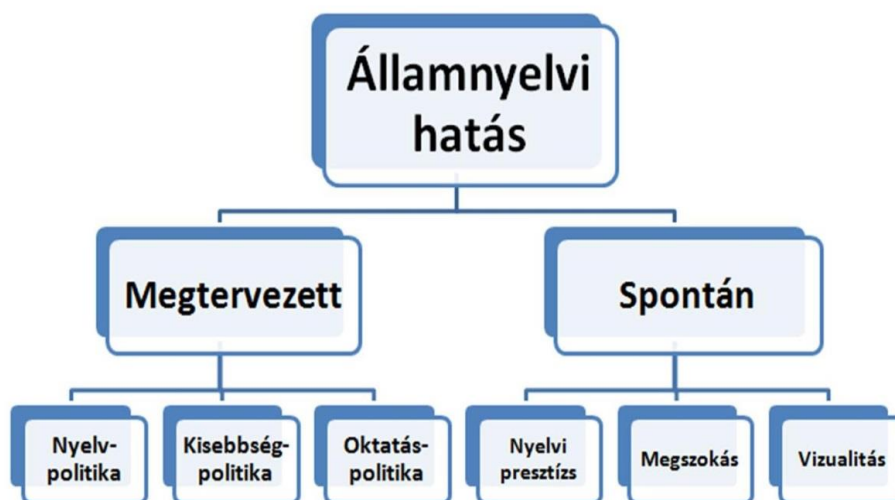 Államnyelvi
hatás
Megtervezett
Spontán
Nyelv-
politika
Kisebbség-
politika
Oktatás-
politika
Nyelvi
presztízs
Megszokás
Vizualitás